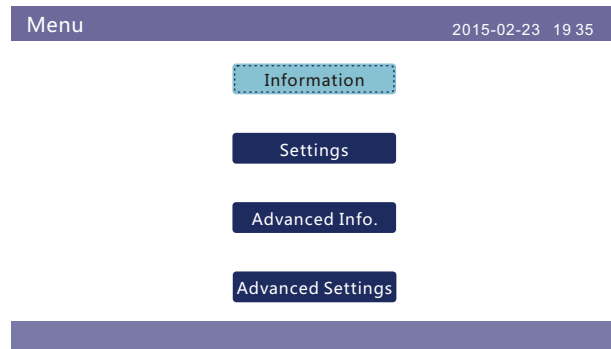 Menu 2015-02-23 19 35
Information
Settings
Advanced Info.
Advanced Settings